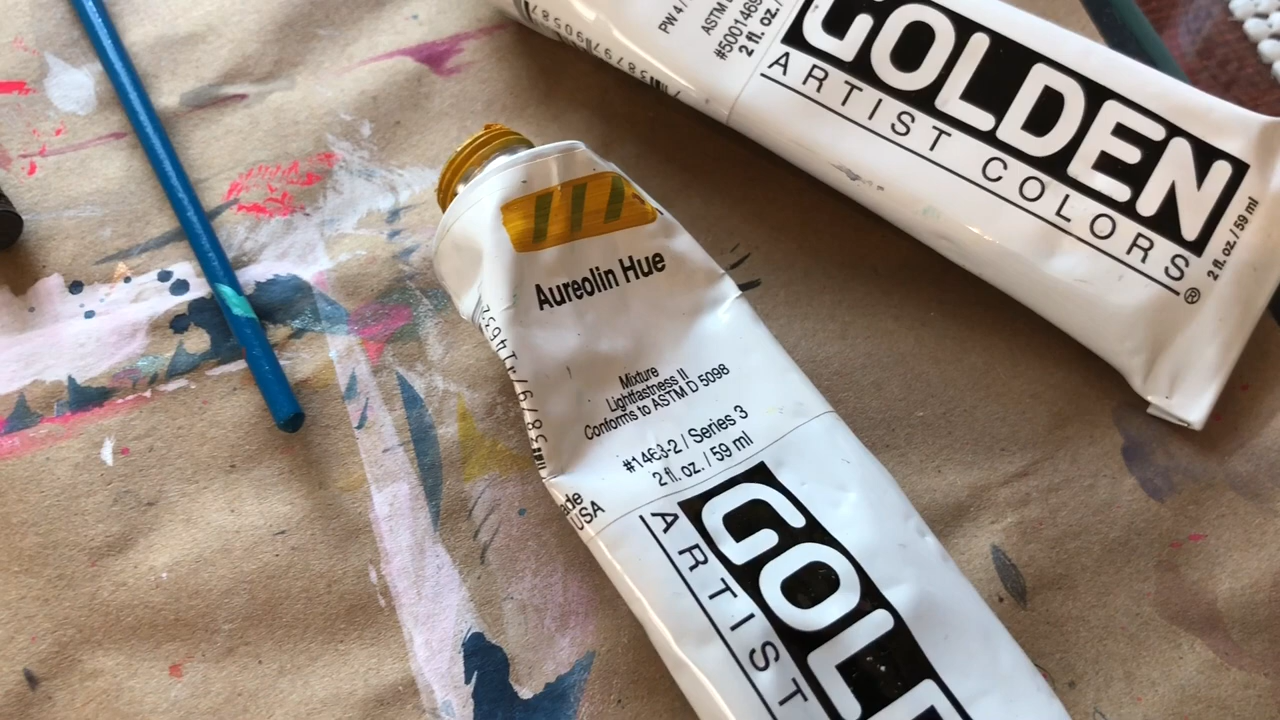 Aureolin Hue
Mixture
Lightfastness II
Conforms to ASTM D 5098
#1463-2 / Series 3
2 fl. oz. / 59 ml
USA
ARTIST
GOLDEN
ARTIST COLORS®
2 fl. oz. / 59 ml
PW 4 /
ASTM
2 fl. oz. /